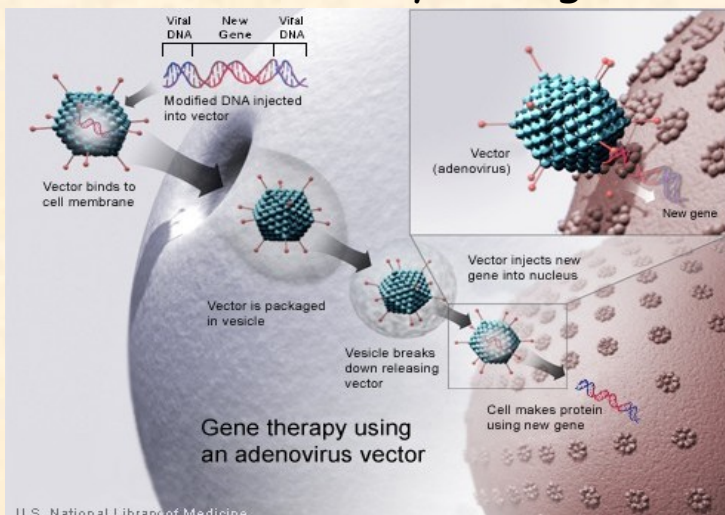 Viral
DNA
New
Gene
Viral
DNA
Modified DNA injected
into vector
Vector binds to
cell membrane
Vector is packaged
in vesicle
Vesicle breaks
down releasing
vector
Vector
(adenovirus)
New gene
Vector injects new
gene into nucleus
Cell makes protein
using new gene
Gene therapy using
an adenovirus vector
U.S. National Library of Medicine